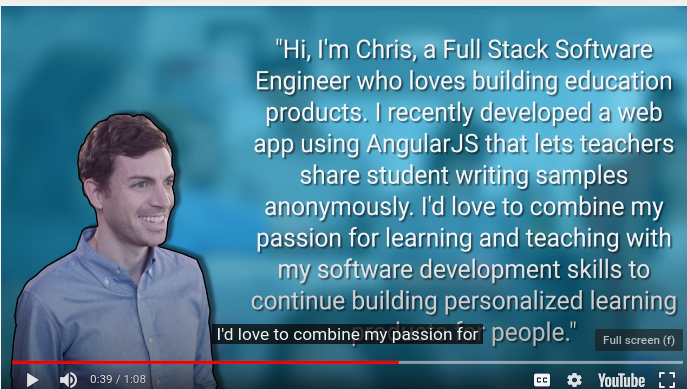 "Hi, I'm Chris, a Full Stack Software
Engineer who loves building education
products. I recently developed a web
app using AngularJS that lets teachers
share student writing samples
anonymously. I'd love to combine my
passion for learning and teaching with
my software development skills to
continue building personalized learning
products for people."
I'd love to combine my passion for
Full screen (f)
0:39 / 1:08
CC
YouTube